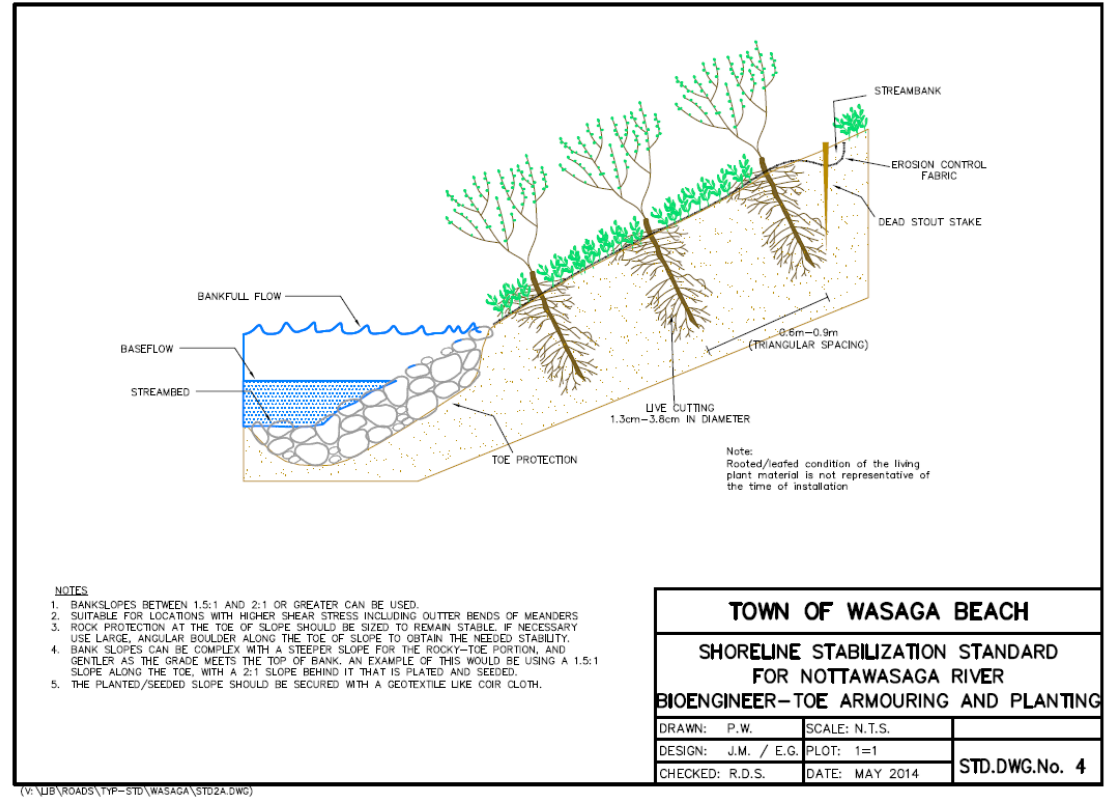 STREAMBANK
EROSION CONTROL
FABRIC
DEAD STOUT STAKE
BANKFULL FLOW
BASEFLOW
STREAMBED
0.6m-0.9m
(TRIANGULAR SPACING)
LIVE CUTTING
1.3cm-3.8cm IN DIAMETER
TOE PROTECTION
Note:
Rooted/leafed condition of the living
plant material is not representative of
the time of installation
NOTES
1. BANKSLOPES BETWEEN 1.5:1 AND 2:1 OR GREATER CAN BE USED.
2. SUITABLE FOR LOCATIONS WITH HIGHER SHEAR STRESS INCLUDING OUTTER BENDS OF MEANDERS
3. ROCK PROTECTION AT THE TOE OF SLOPE SHOULD BE SIZED TO REMAIN STABLE. IF NECESSARY
USE LARGE, ANGULAR BOULDER ALONG THE TOE OF SLOPE TO OBTAIN THE NEEDED STABILITY.
4. BANK SLOPES CAN BE COMPLEX WITH A STEEPER SLOPE FOR THE ROCKY-TOE PORTION, AND
GENTLER AS THE GRADE MEETS THE TOP OF BANK. AN EXAMPLE OF THIS WOULD BE USING A 1.5:1
SLOPE ALONG THE TOE, WITH A 2:1 SLOPE BEHIND IT THAT IS PLATED AND SEEDED.
5. THE PLANTED/SEEDED SLOPE SHOULD BE SECURED WITH A GEOTEXTILE LIKE COIR CLOTH.
TOWN OF WASAGA BEACH
SHORELINE STABILIZATION STANDARD
FOR NOTTAWASAGA RIVER
BIOENGINEER-TOE ARMOURING AND PLANTING
DRAWN: P.W. SCALE: N.T.S.
DESIGN: J.M. / E.G. PLOT: 1=1
CHECKED: R.D.S. DATE: MAY 2014
STD.DWG.No. 4
(V:\LIB\ROADS\TYP-STD\WASAGA\STD2A.DWG)